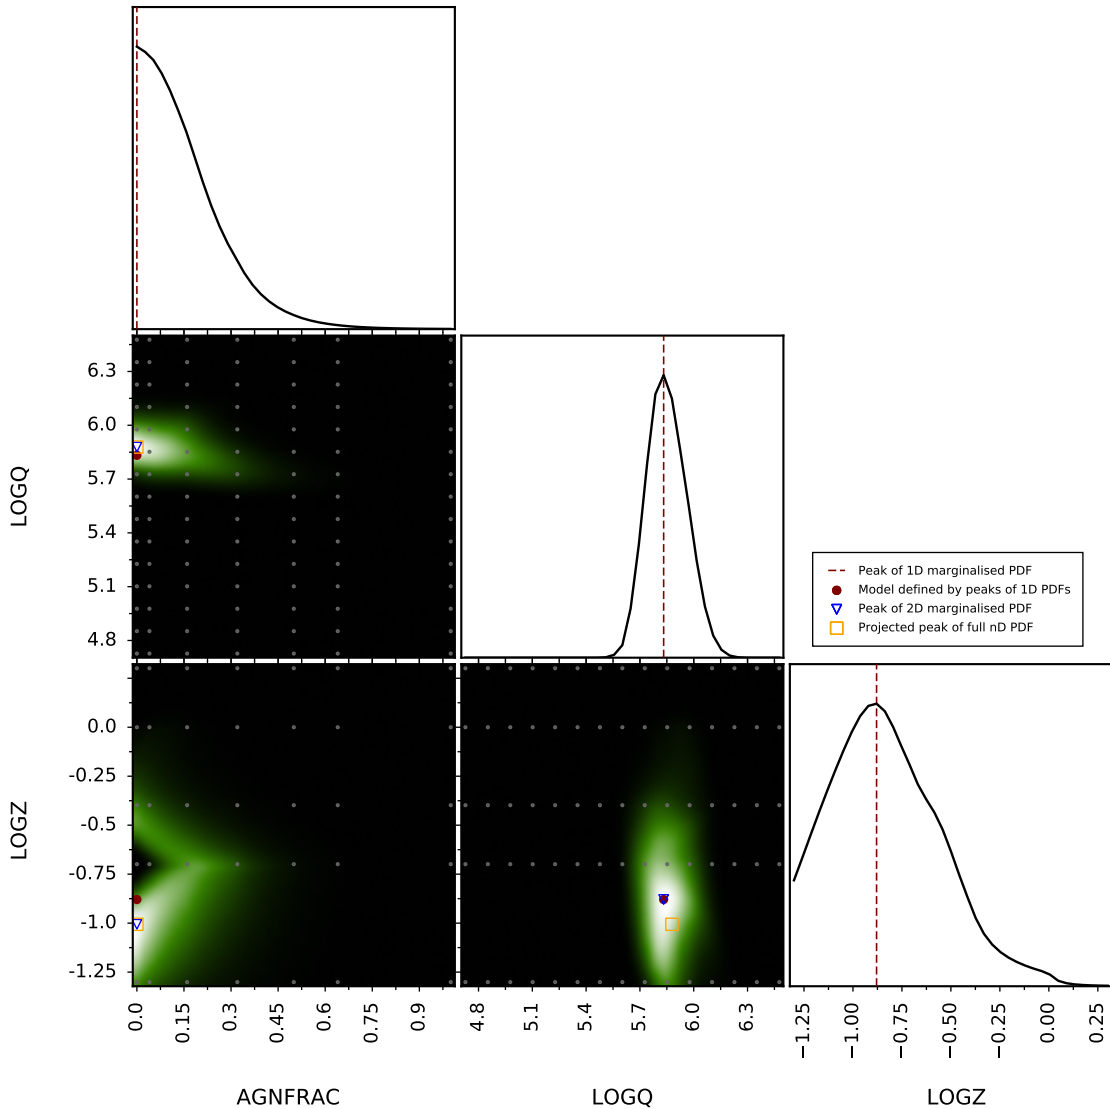 6.3
6.0
5.7
5.4
5.1
4.8
LOGQ
Peak of 1D marginalised PDF
Model defined by peaks of 1D PDFs
Peak of 2D marginalised PDF
Projected peak of full nD PDF
0.0
-0.25
-0.5
-0.75
-1.0
-1.25
LOGZ
0.0 0.15 0.3 0.45 0.6 0.75 0.9
4.8 5.1 5.4 5.7 6.0 6.3
−1.25 −1.00 −0.75 −0.50 −0.25 0.00 0.25
AGNFRAC LOGQ LOGZ